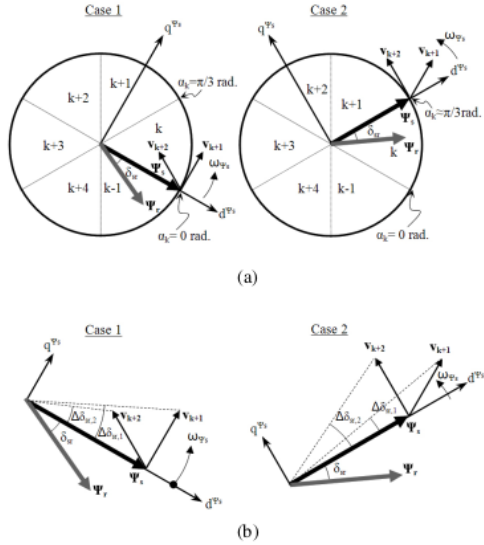 Case 1
Case 2
q^Ψs
q^Ψs
ω_Ψs
v_k+2
v_k+1
d^Ψs
k+1
α_k=π/3 rad.
k+2
k
k+3
v_k+2
v_k+1
Ψ_s
δ_sr
ω_Ψs
k+4
k-1
Ψ_r
d^Ψs
α_k= 0 rad.
k+2
k+1
Ψ_s
α_k≈π/3rad.
k+3
δ_sr
k
Ψ_r
k+4
k-1
α_k= 0 rad.
(a)
Case 1
Case 2
q^Ψs
v_k+2
v_k+1
Δδ_sr,2
Δδ_sr,1
δ_sr
ω_Ψs
Ψ_s
Ψ_r
d^Ψs
v_k+2
v_k+1
ω_Ψs
d^Ψs
q^Ψs
Δδ_sr,2
Δδ_sr,1
Ψ_s
δ_sr
Ψ_r
(b)